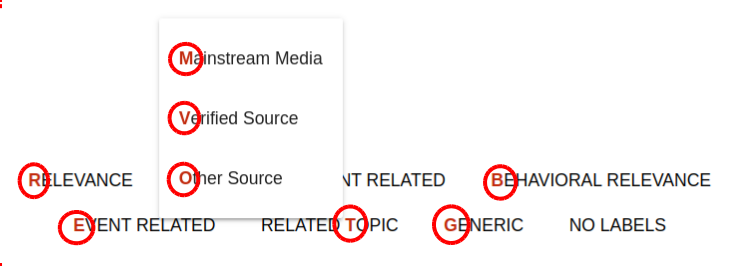 Mainstream Media
Verified Source
Other Source
RELEVANCE NT RELATED BEHAVIORAL RELEVANCE
EVENT RELATED RELATED TOPIC GENERIC NO LABELS